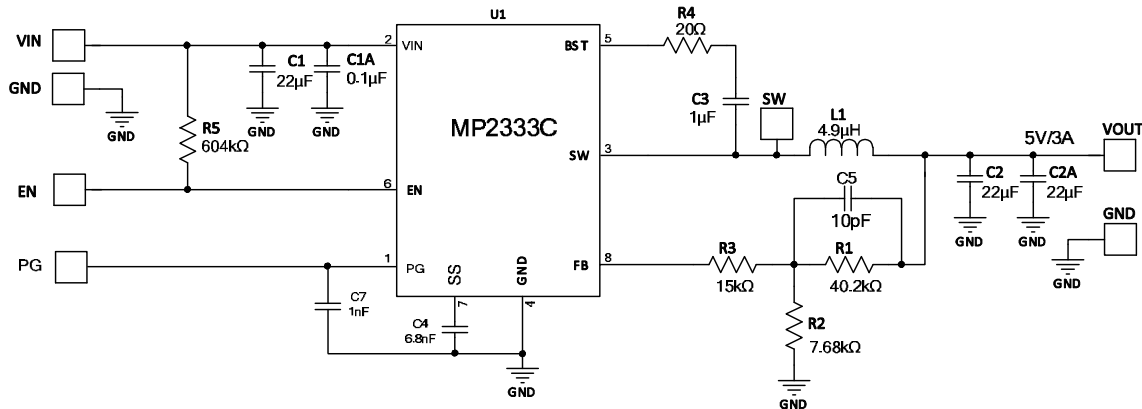 U1
R4
20Ω
VIN
2
VIN
BST
5
C1
22µF
C1A
0.1µF
GND
GND
GND
GND
C3
1µF
SW
L1
4.9µH
R5
604kΩ
MP2333C
SW
3
5V/3A
VOUT
EN
6
EN
C5
10pF
C2
22µF
C2A
22µF
GND
GND
GND
GND
PG
1
PG
SS
GND
FB
8
R3
15kΩ
R1
40.2kΩ
7
4
C7
1nF
C4
6.8nF
R2
7.68kΩ
GND
GND